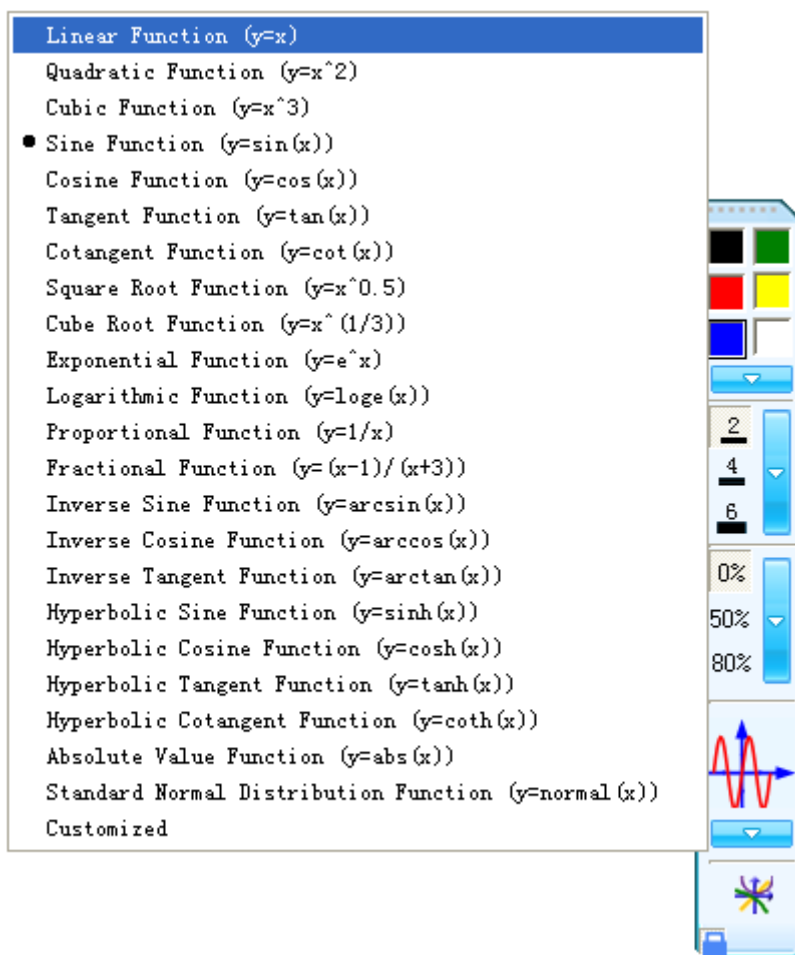 Linear Function (y=x)
Quadratic Function (y=x^2)
Cubic Function (y=x^3)
Sine Function (y=sin(x))
Cosine Function (y=cos(x))
Tangent Function (y=tan(x))
Cotangent Function (y=cot(x))
Square Root Function (y=x^0.5)
Cube Root Function (y=x^(1/3))
Exponential Function (y=e^x)
Logarithmic Function (y=loge(x))
Proportional Function (y=1/x)
Fractional Function (y=(x-1)/(x+3))
Inverse Sine Function (y=arcsin(x))
Inverse Cosine Function (y=arccos(x))
Inverse Tangent Function (y=arctan(x))
Hyperbolic Sine Function (y=sinh(x))
Hyperbolic Cosine Function (y=cosh(x))
Hyperbolic Tangent Function (y=tanh(x))
Hyperbolic Cotangent Function (y=coth(x))
Absolute Value Function (y=abs(x))
Standard Normal Distribution Function (y=normal(x))
Customized
2
4
6
0%
50%
80%